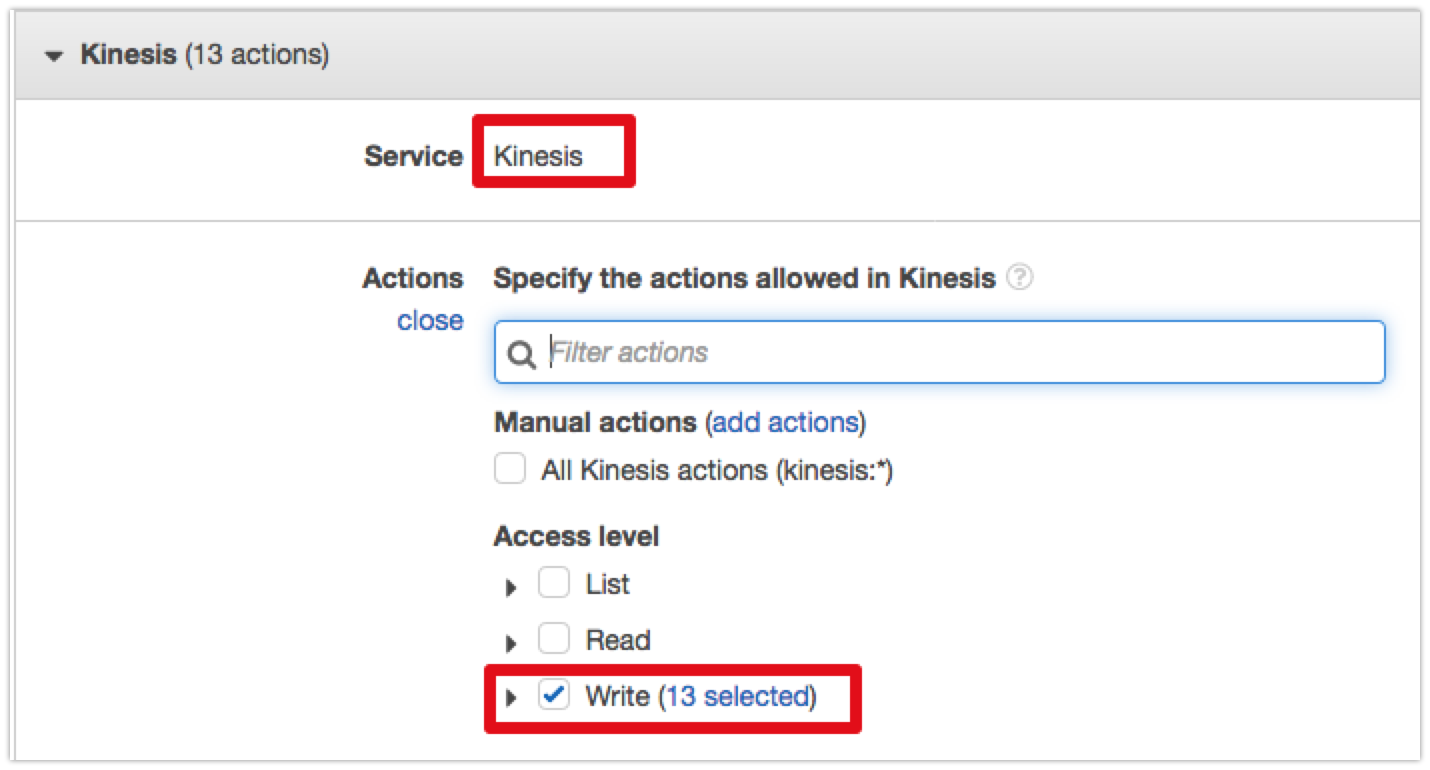 Kinesis (13 actions)
Service Kinesis
Actions Specify the actions allowed in Kinesis ?
close
Filter actions
Manual actions (add actions)
All Kinesis actions (kinesis:*)
Access level
List
Read
Write (13 selected)